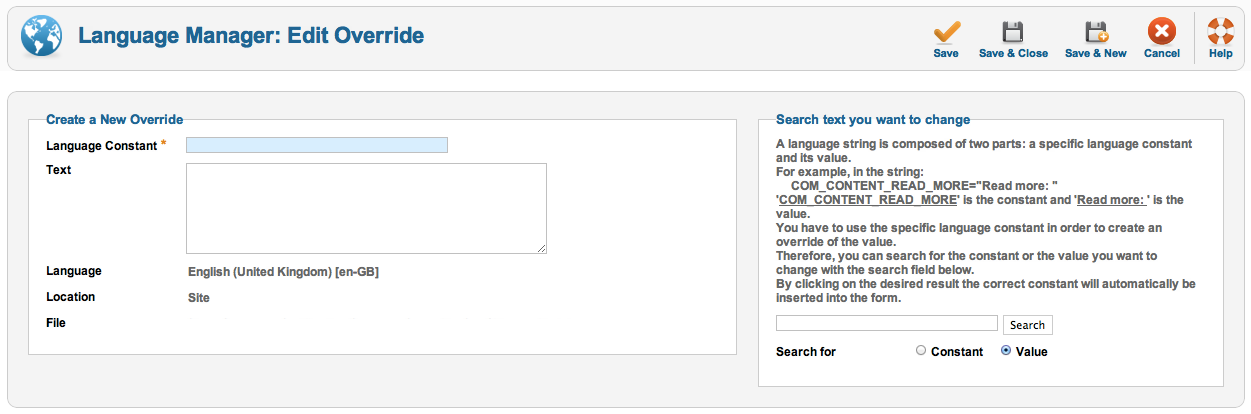 Language Manager: Edit Override
Save
Save & Close
Save & New
Cancel
Help
Create a New Override
Language Constant *
Text
Language
English (United Kingdom) [en-GB]
Location
Site
File
Search text you want to change
A language string is composed of two parts: a specific language constant
and its value.
For example, in the string:
COM_CONTENT_READ_MORE="Read more: "
'COM_CONTENT_READ_MORE' is the constant and 'Read more: ' is the
value.
You have to use the specific language constant in order to create an
override of the value.
Therefore, you can search for the constant or the value you want to
change with the search field below.
By clicking on the desired result the correct constant will automatically be
inserted into the form.
Search
Search for
Constant
Value